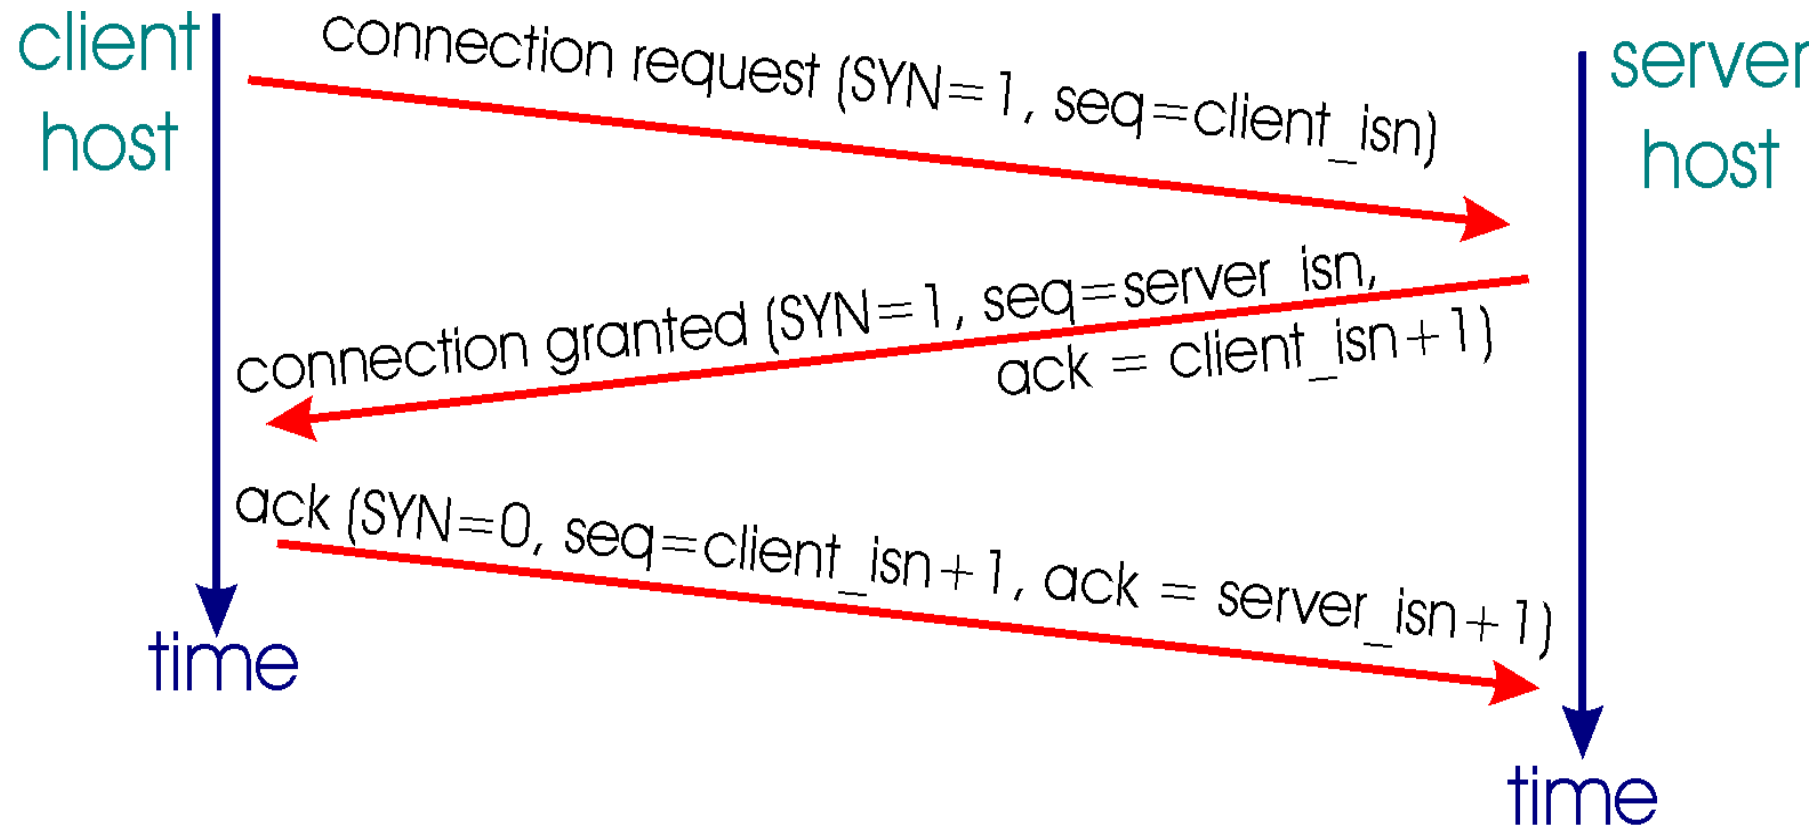 client
host
connection request (SYN=1, seq=client_isn)
server
host
connection granted (SYN=1, seq=server_isn,
ack = client_isn+1)
ack (SYN=0, seq=client_isn+1, ack = server_isn+1)
time
time